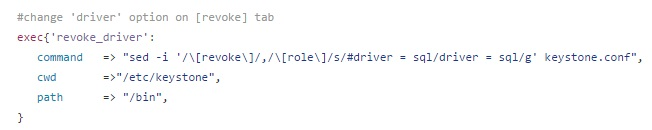 #change 'driver' option on [revoke] tab
exec{'revoke_driver':
command => "sed -i '/\[revoke\]/,/\[role\]/s/#driver = sql/driver = sql/g' keystone.conf",
cwd =>"/etc/keystone",
path => "/bin",
}